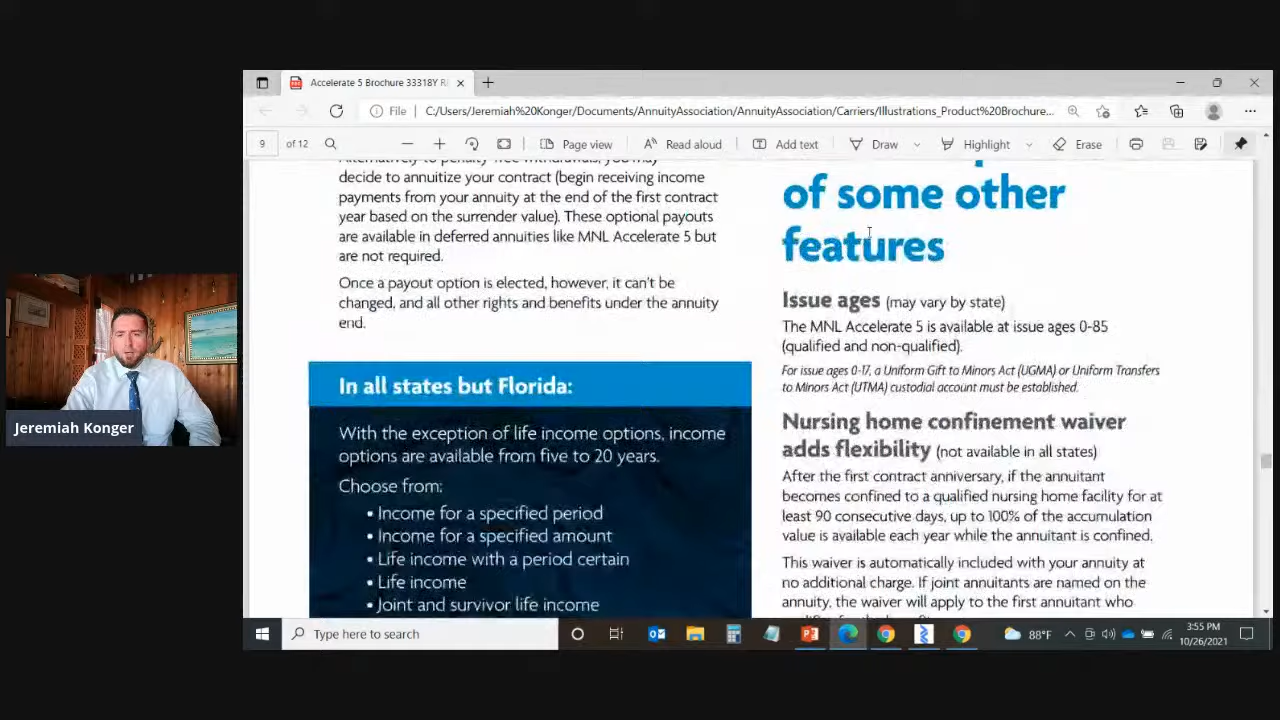 Accelerate 5 Brochure 33318Y R
File
C:/Users/Jeremiah%20Konger/Documents/AnnuityAssociation/AnnuityAssociation/Carriers/Illustrations_Product%20Brochure...
9 of 12
Page view
Read aloud
Add text
Draw
Highlight
Erase
Alternatively to penalty-free withdrawals, you may
decide to annuitize your contract (begin receiving income
payments from your annuity at the end of the first contract
year based on the surrender value). These optional payouts
are available in deferred annuities like MNL Accelerate 5 but
are not required.
Once a payout option is elected, however, it can't be
changed, and all other rights and benefits under the annuity
end.
In all states but Florida:
With the exception of life income options, income
options are available from five to 20 years.
Choose from:
• Income for a specified period
• Income for a specified amount
• Life income with a period certain
• Life income
• Joint and survivor life income
of some other
features
Issue ages (may vary by state)
The MNL Accelerate 5 is available at issue ages 0-85
(qualified and non-qualified).
For issue ages 0-17, a Uniform Gift to Minors Act (UGMA) or Uniform Transfers
to Minors Act (UTMA) custodial account must be established.
Nursing home confinement waiver
adds flexibility (not available in all states)
After the first contract anniversary, if the annuitant
becomes confined to a qualified nursing home facility for at
least 90 consecutive days, up to 100% of the accumulation
value is available each year while the annuitant is confined.
This waiver is automatically included with your annuity at
no additional charge. If joint annuitants are named on the
annuity, the waiver will apply to the first annuitant who
Jeremiah Konger
Type here to search
88°F
3:55 PM
10/26/2021